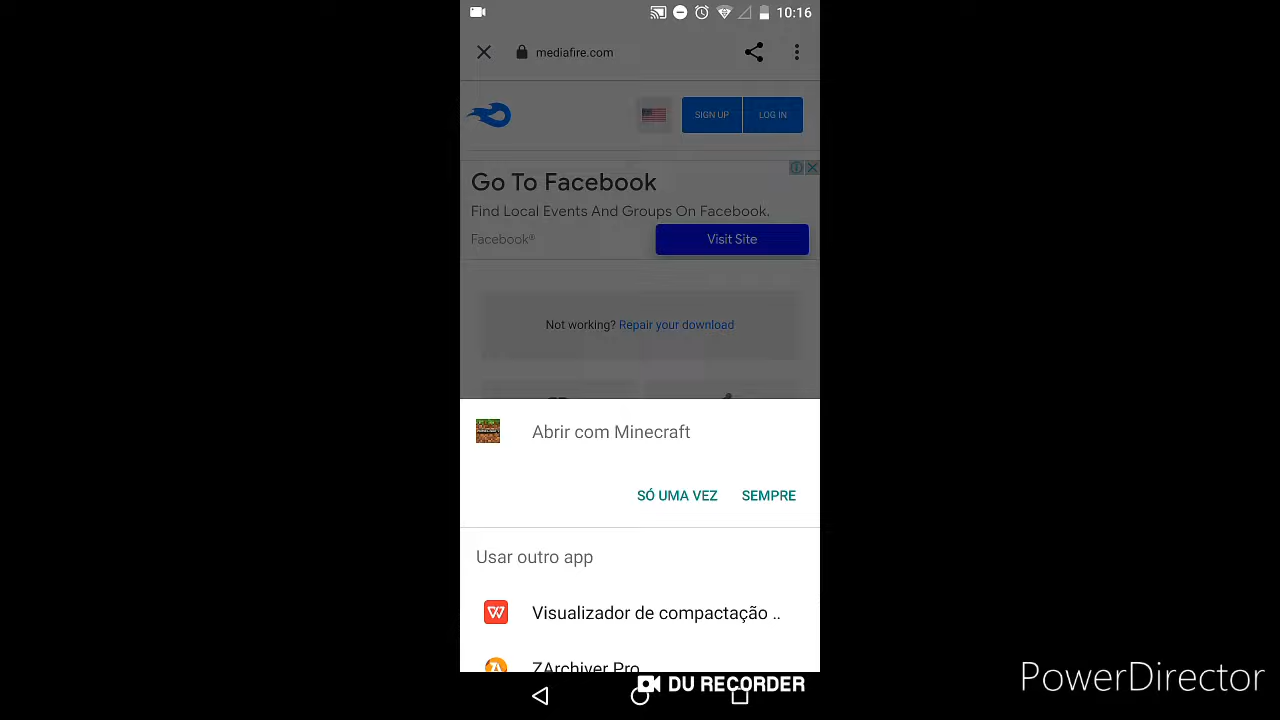 10:16
mediafire.com
SIGN UP
LOG IN
Go To Facebook
Find Local Events And Groups On Facebook.
Facebook®
Visit Site
Not working? Repair your download
Abrir com Minecraft
SÓ UMA VEZ
SEMPRE
Usar outro app
Visualizador de compactação ..
ZArchiver Pro
DU RECORDER
PowerDirector